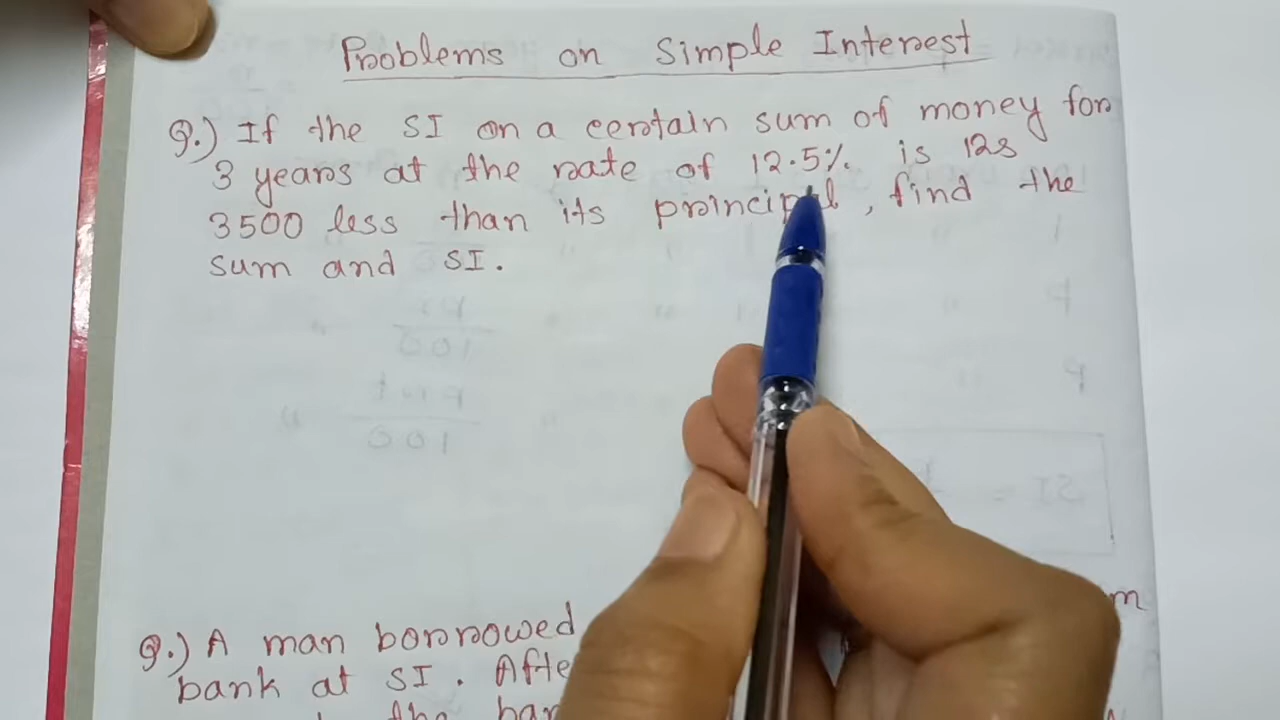 Problems on Simple Interest
Q.) If the SI on a certain sum of money for
3 years at the rate of 12.5% is Rs
3500 less than its principal, find the
sum and SI.
Q.) A man borrowed
bank at SI. Afte
the